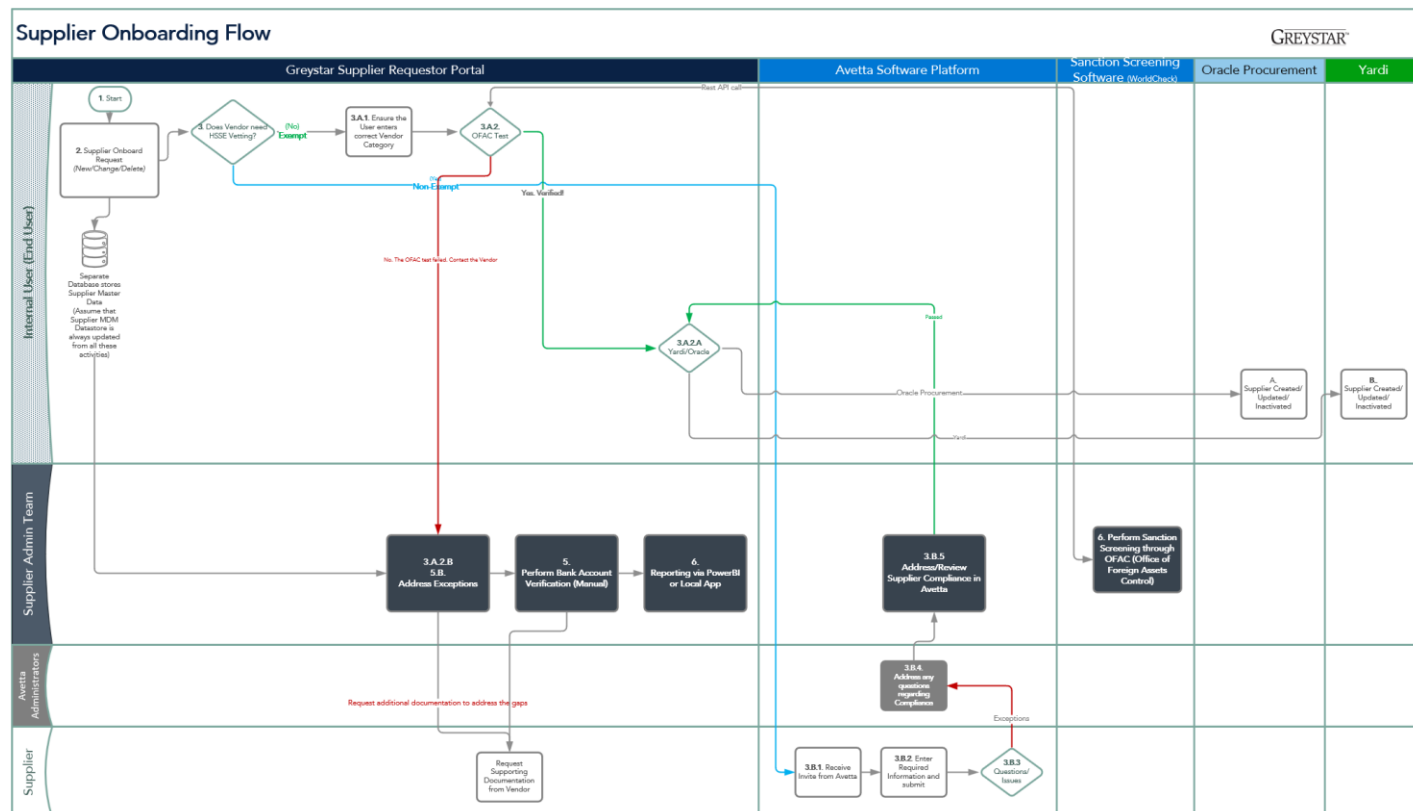 Supplier Onboarding Flow
GREYSTAR
Greystar Supplier Requestor Portal
Avetta Software Platform
Sanction Screening
Software (WorldCheck)
Oracle Procurement
Yardi
Internal User (End User)
1. Start
2. Supplier Onboard
Request
(New/Change/Delete)
3. Does Vendor need
HSSE Vetting?
(No)
Exempt
3.A.1. Ensure the
User enters
correct Vendor
Category
3.A.2.
OFAC Test
Rest API call
(Yes)
Non-Exempt
Yes. Verified!
Seperate
Database stores
Supplier Master
Data
(Assume that
Supplier MDM
Datastore is
always updated
from all these
activities)
No. The OFAC test failed. Contact the Vendor
3.A.2.A
Yardi/Oracle
Passed
Oracle Procurement
Yardi
A.
Supplier Created/
Updated/
Inactivated
B.
Supplier Created/
Updated/
Inactivated
Supplier Admin Team
3.A.2.B
5.B.
Address Exceptions
5.
Perform Bank Account
Verification (Manual)
6.
Reporting via PowerBI
or Local App
3.B.5
Address/Review
Supplier Compliance in
Avetta
6. Perform Sanction
Screening through
OFAC (Office of
Foreign Assets
Control)
Avetta
Administrators
Request additional documentation to address the gaps
3.B.4.
Address any
questions
regarding
Compliance
Exceptions
Supplier
Request
Supporting
Documentation
from Vendor
3.B.1. Receive
Invite from Avetta
3.B.2. Enter
Required
Information and
submit
3.B.3
Questions/
Issues